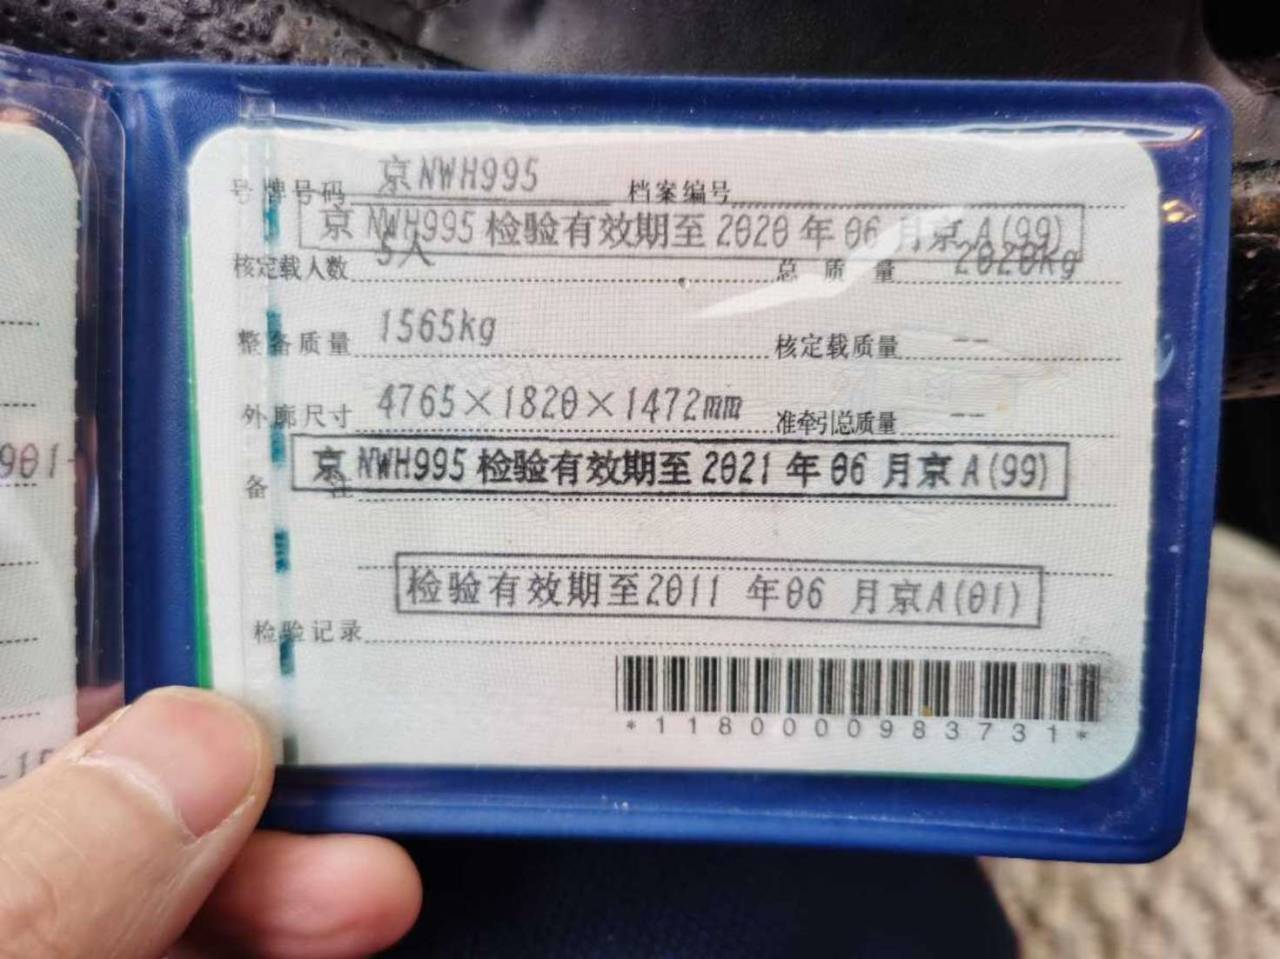 号牌号码 京NWH995 档案编号
京NWH995检验有效期至2020年06月京A(99)
核定载人数 5人 总质量 2020kg
整备质量 1565kg 核定载质量 --
外廓尺寸 4765×1820×1472mm 准牵引总质量 --
京NWH995检验有效期至2021年06月京A(99)
备注
检验有效期至2011年06月京A(01)
检验记录
*1180000983731*
901-
-15